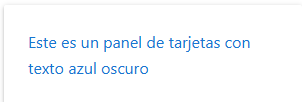 Este es un panel de tarjetas con
texto azul oscuro